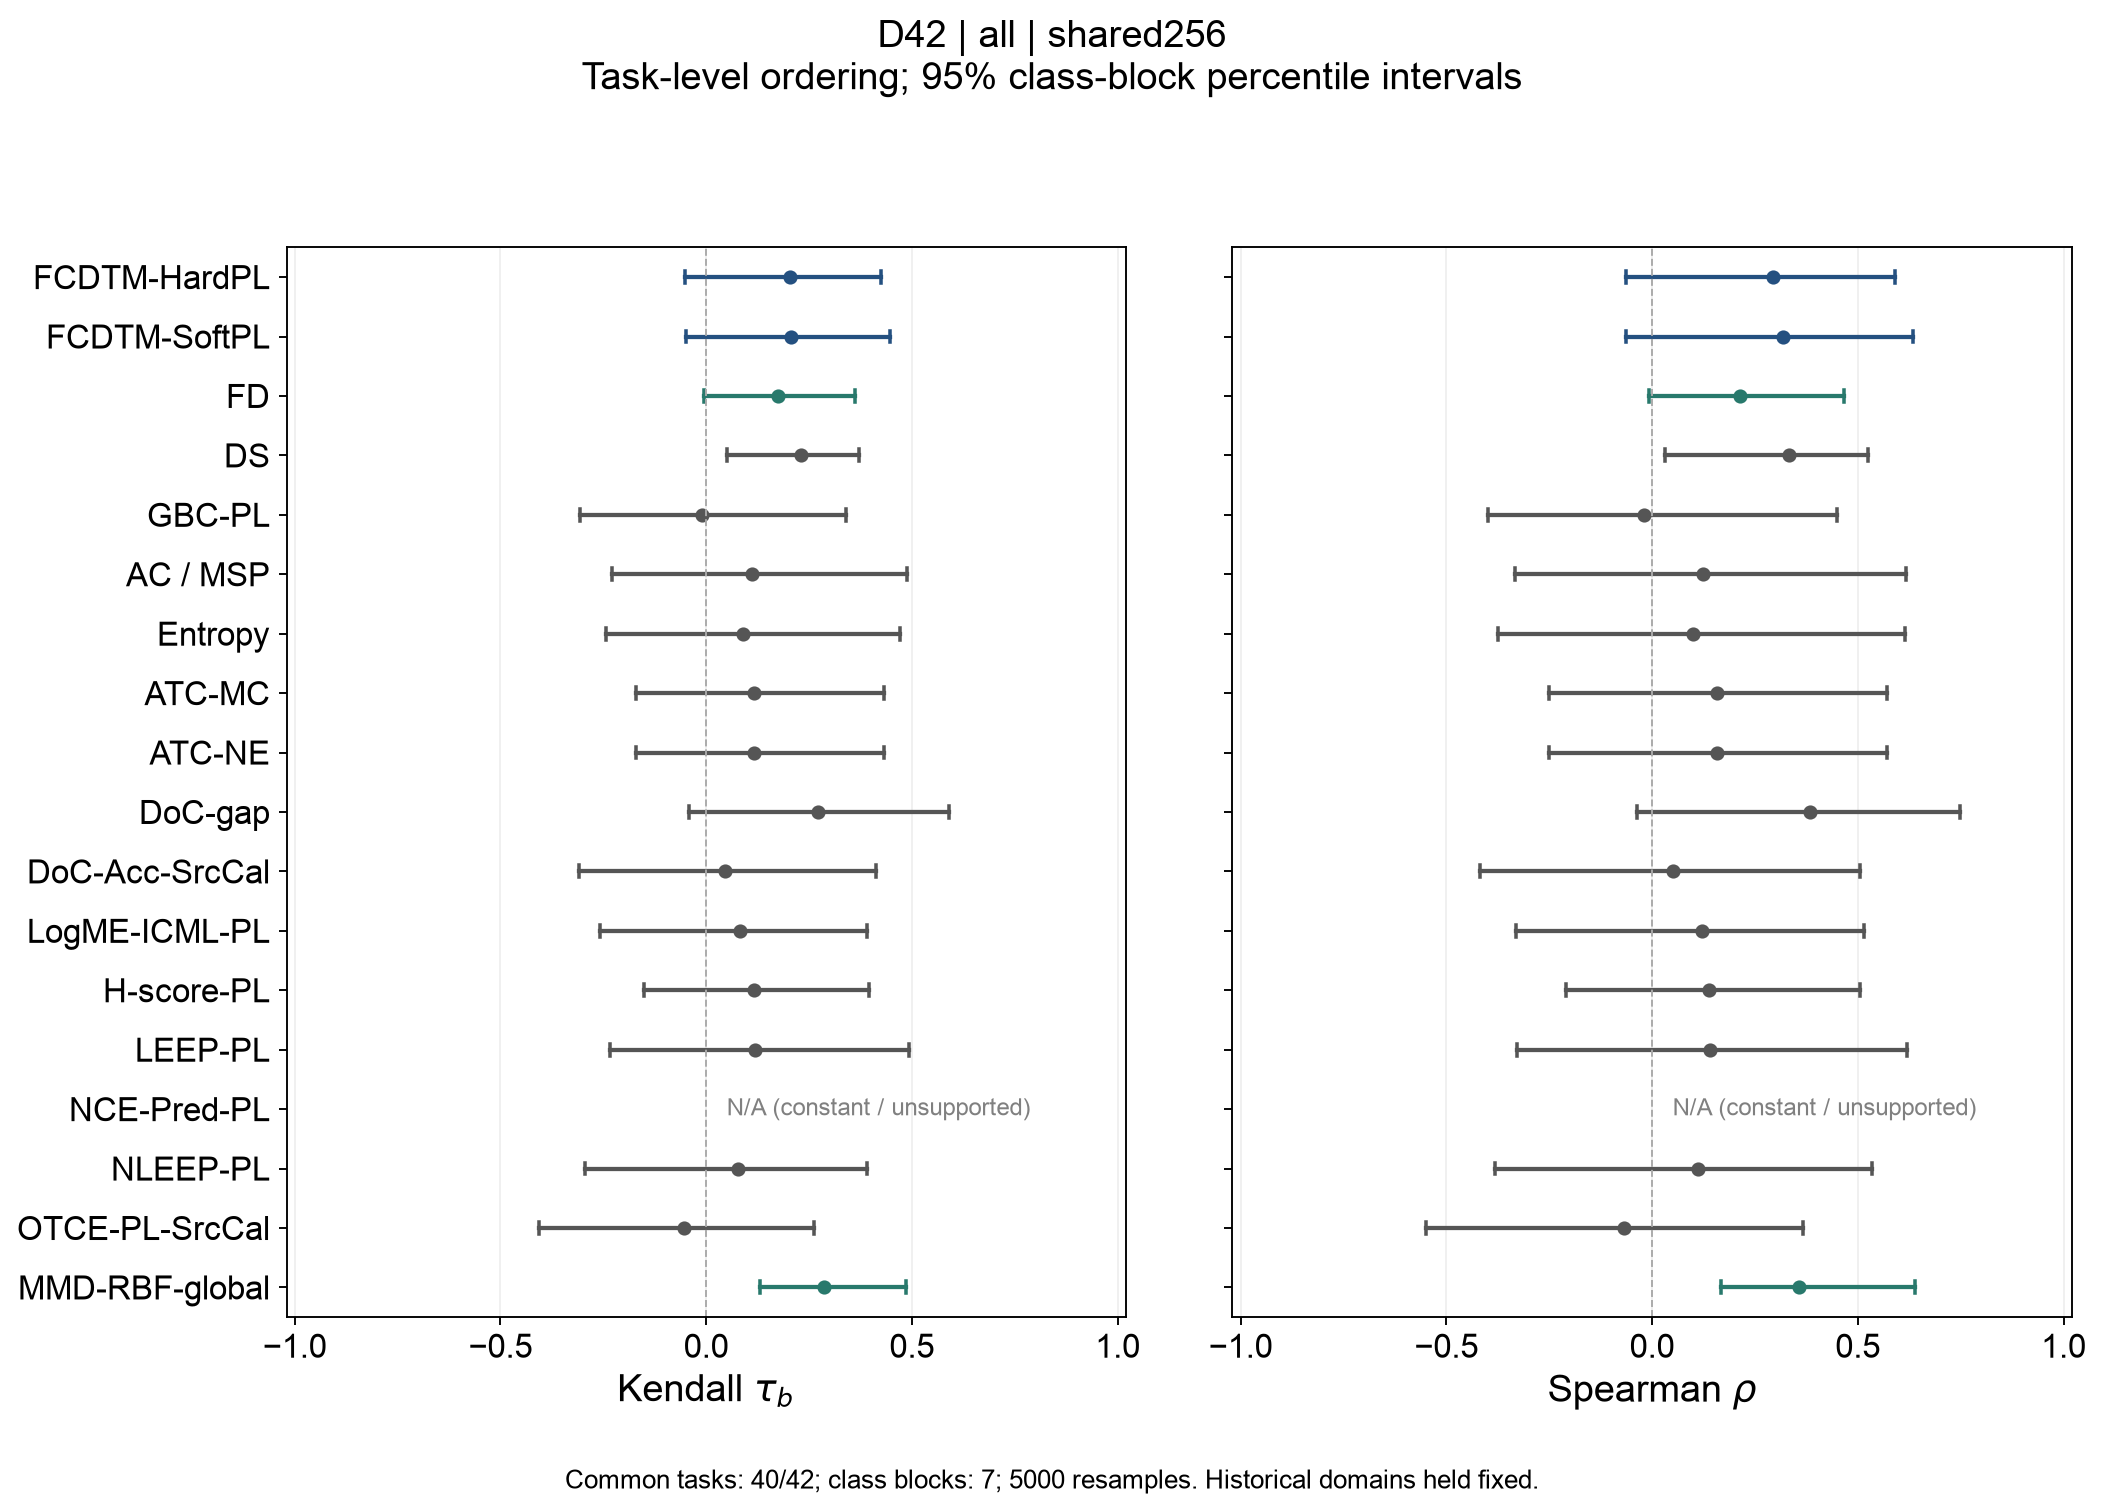 D42 | all | shared256
Task-level ordering; 95% class-block percentile intervals
FCDTM-HardPL
FCDTM-SoftPL
FD
DS
GBC-PL
AC / MSP
Entropy
ATC-MC
ATC-NE
DoC-gap
DoC-Acc-SrcCal
LogME-ICML-PL
H-score-PL
LEEP-PL
NCE-Pred-PL
N/A (constant / unsupported)
N/A (constant / unsupported)
NLEEP-PL
OTCE-PL-SrcCal
MMD-RBF-global
−1.0 −0.5 0.0 0.5 1.0
−1.0 −0.5 0.0 0.5 1.0
Kendall τ_b
Spearman ρ
Common tasks: 40/42; class blocks: 7; 5000 resamples. Historical domains held fixed.